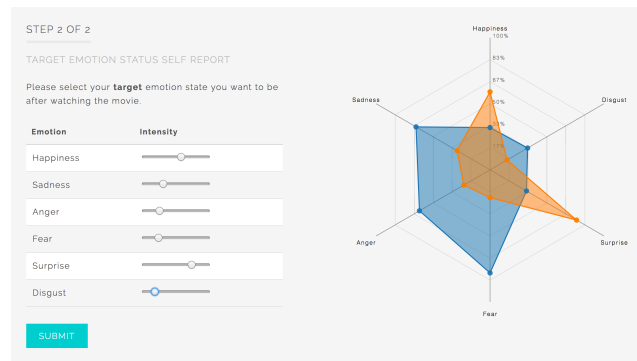 STEP 2 OF 2
TARGET EMOTION STATUS SELF REPORT
Please select your target emotion state you want to be
after watching the movie.
Emotion Intensity
Happiness
Sadness
Anger
Fear
Surprise
Disgust
SUBMIT
Happiness
100%
83%
67%
50%
Sadness
Disgust
Anger
Surprise
Fear